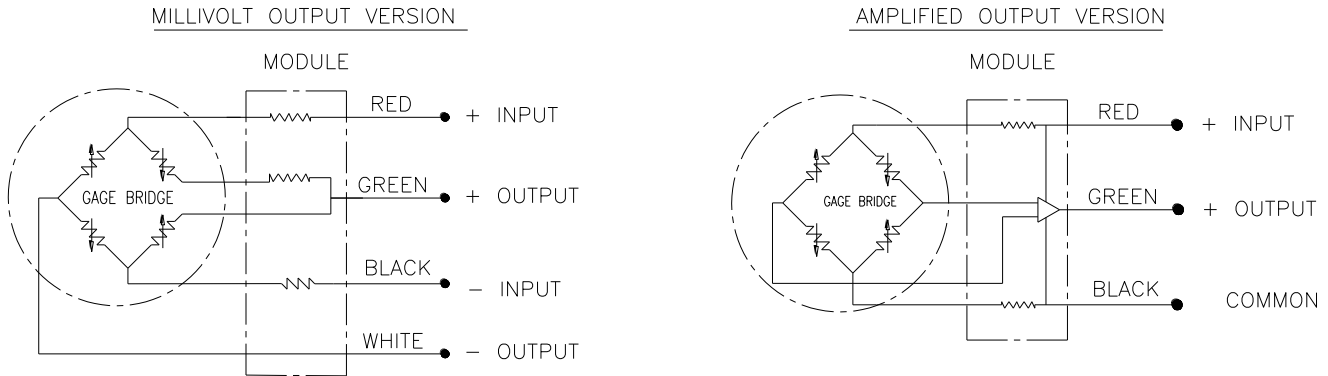 MILLIVOLT OUTPUT VERSION
MODULE
RED
+ INPUT
GAGE BRIDGE
GREEN
+ OUTPUT
BLACK
− INPUT
WHITE
− OUTPUT
AMPLIFIED OUTPUT VERSION
MODULE
RED
+ INPUT
GAGE BRIDGE
GREEN
+ OUTPUT
BLACK
COMMON